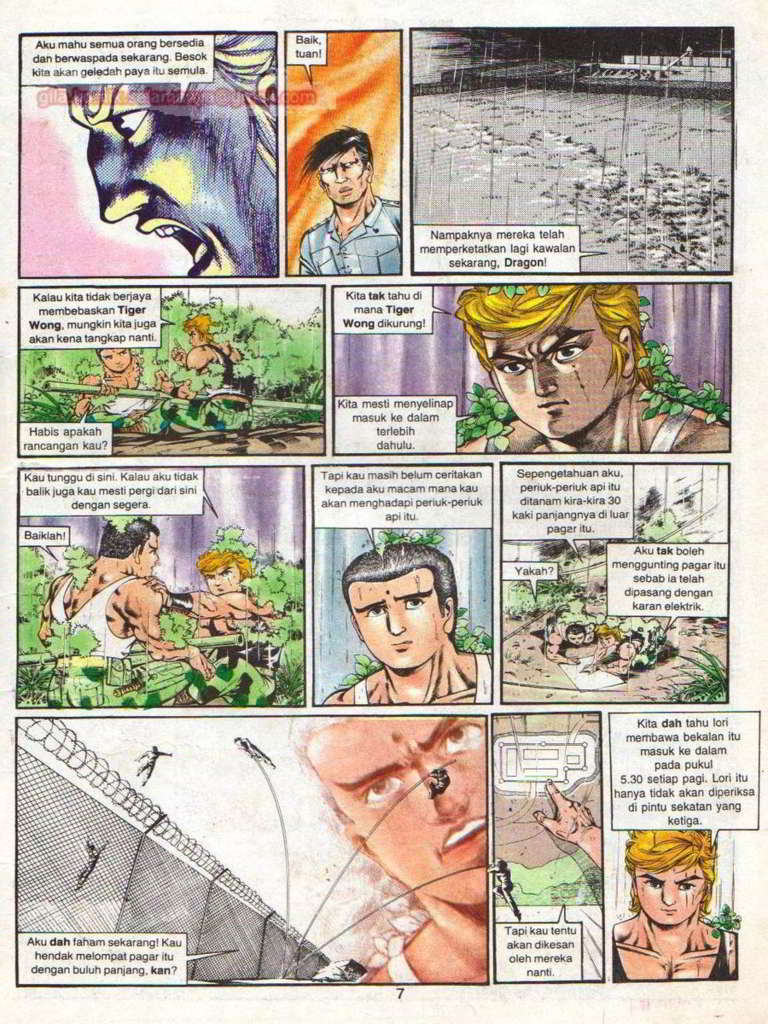 Aku mahu semua orang bersedia
dan berwaspada sekarang. Besok
kita akan geledah paya itu semula.
Baik,
tuan!
Nampaknya mereka telah
memperketatkan lagi kawalan
sekarang, Dragon!
Kalau kita tidak berjaya
membebaskan Tiger
Wong, mungkin kita juga
akan kena tangkap nanti.
Habis apakah
rancangan kau?
Kita tak tahu di
mana Tiger
Wong dikurung!
Kita mesti menyelinap
masuk ke dalam
terlebih
dahulu.
Kau tunggu di sini. Kalau aku tidak
balik juga kau mesti pergi dari sini
dengan segera.
Baiklah!
Tapi kau masih belum ceritakan
kepada aku macam mana kau
akan menghadapi periuk-periuk
api itu.
Sepengetahuan aku,
periuk-periuk api itu
ditanam kira-kira 30
kaki panjangnya di luar
pagar itu.
Yakah?
Aku tak boleh
menggunting pagar itu
sebab ia telah
dipasang dengan
karan elektrik.
Aku dah faham sekarang! Kau
hendak melompat pagar itu
dengan buluh panjang, kan?
Tapi kau tentu
akan dikesan
oleh mereka
nanti.
Kita dah tahu lori
membawa bekalan itu
masuk ke dalam
pada pukul
5.30 setiap pagi. Lori itu
hanya tidak akan diperiksa
di pintu sekatan yang
ketiga.
7